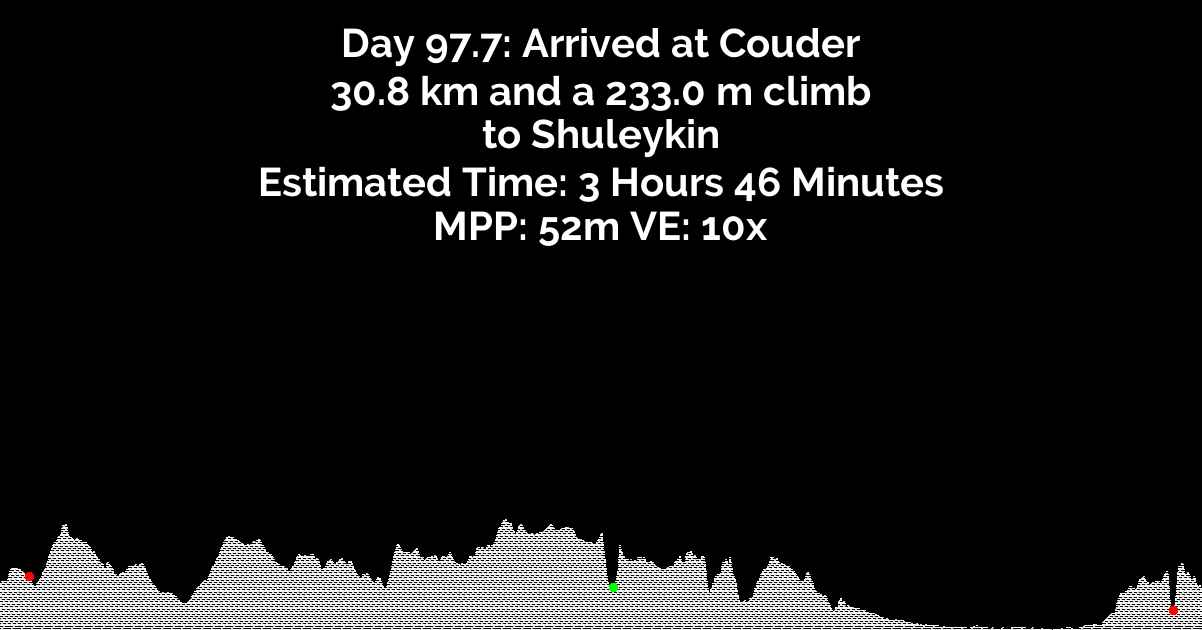 Day 97.7: Arrived at Couder
30.8 km and a 233.0 m climb
to Shuleykin
Estimated Time: 3 Hours 46 Minutes
MPP: 52m VE: 10x